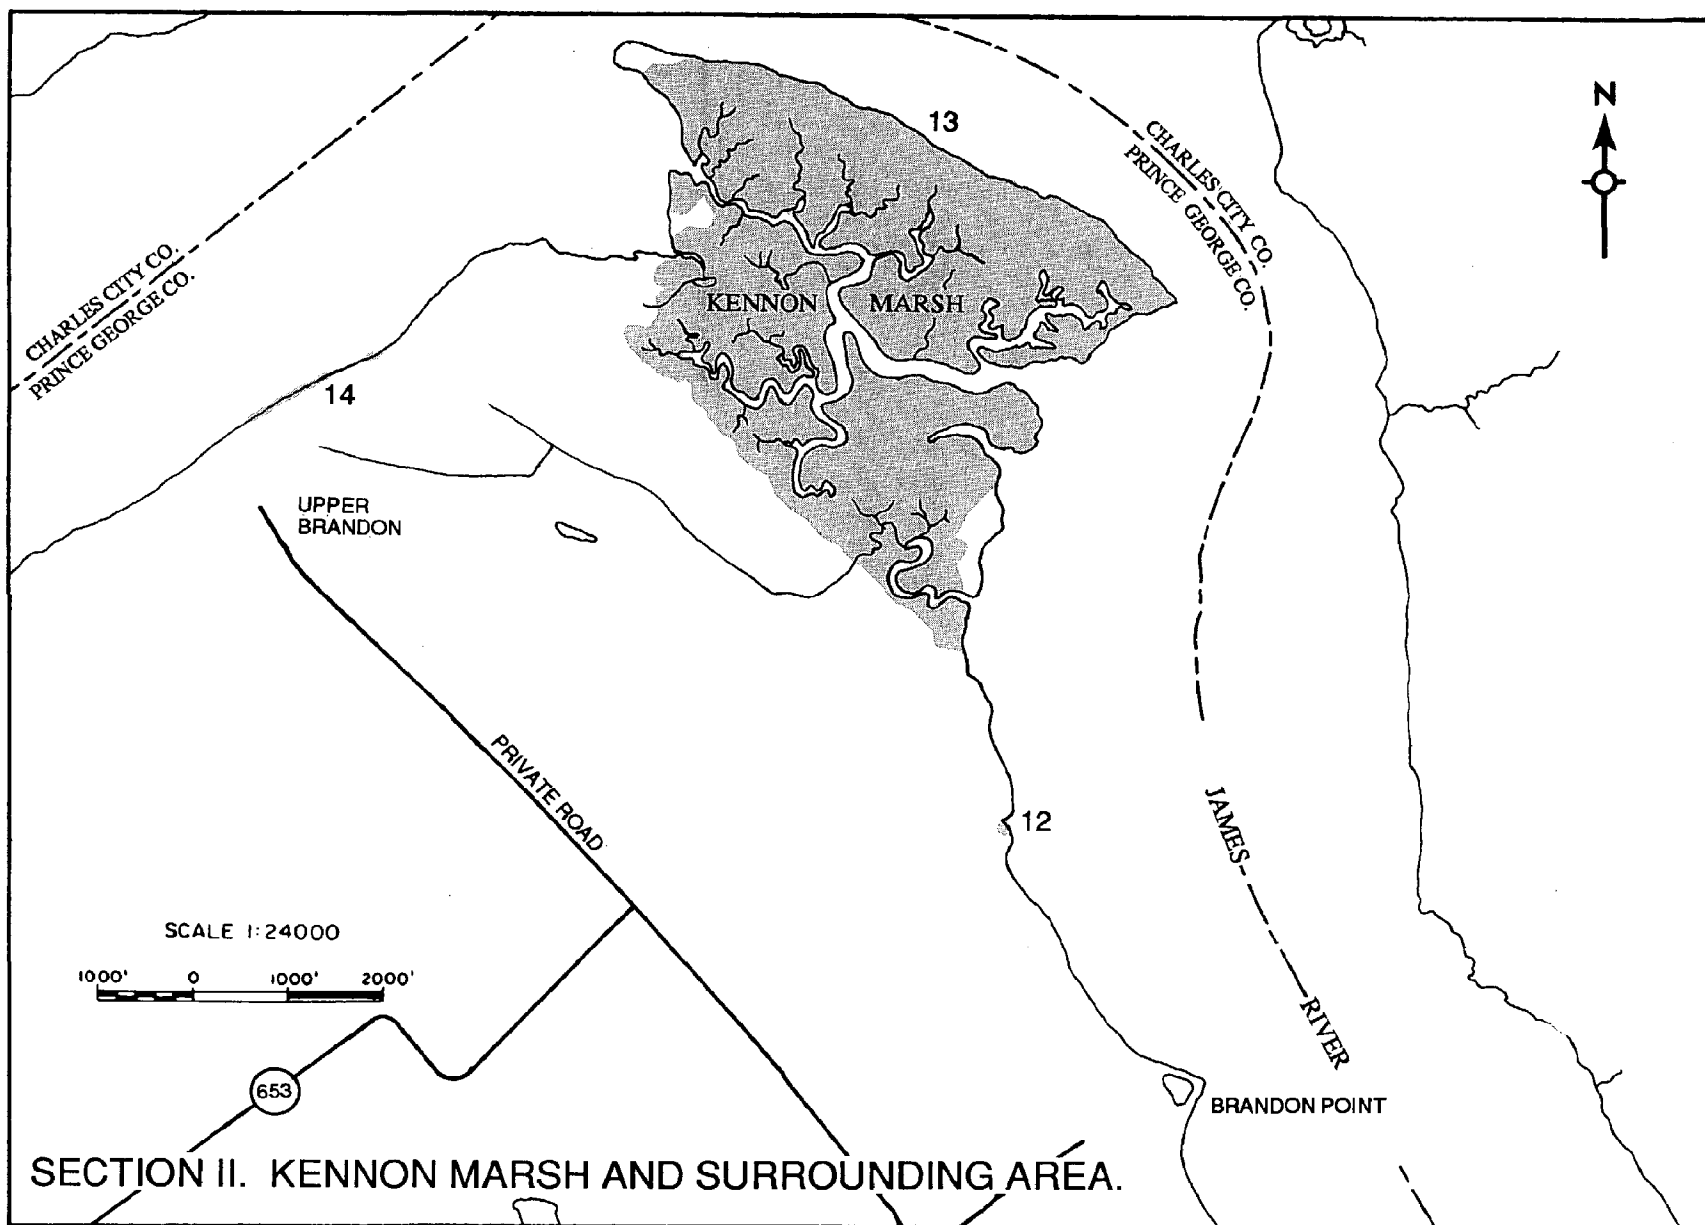 N
13
CHARLES CITY CO.
PRINCE GEORGE CO.
CHARLES CITY CO.
PRINCE GEORGE CO.
KENNON MARSH
14
UPPER
BRANDON
PRIVATE ROAD
12
JAMES
RIVER
SCALE 1:24000
1000' 0 1000' 2000'
653
BRANDON POINT
SECTION II. KENNON MARSH AND SURROUNDING AREA.